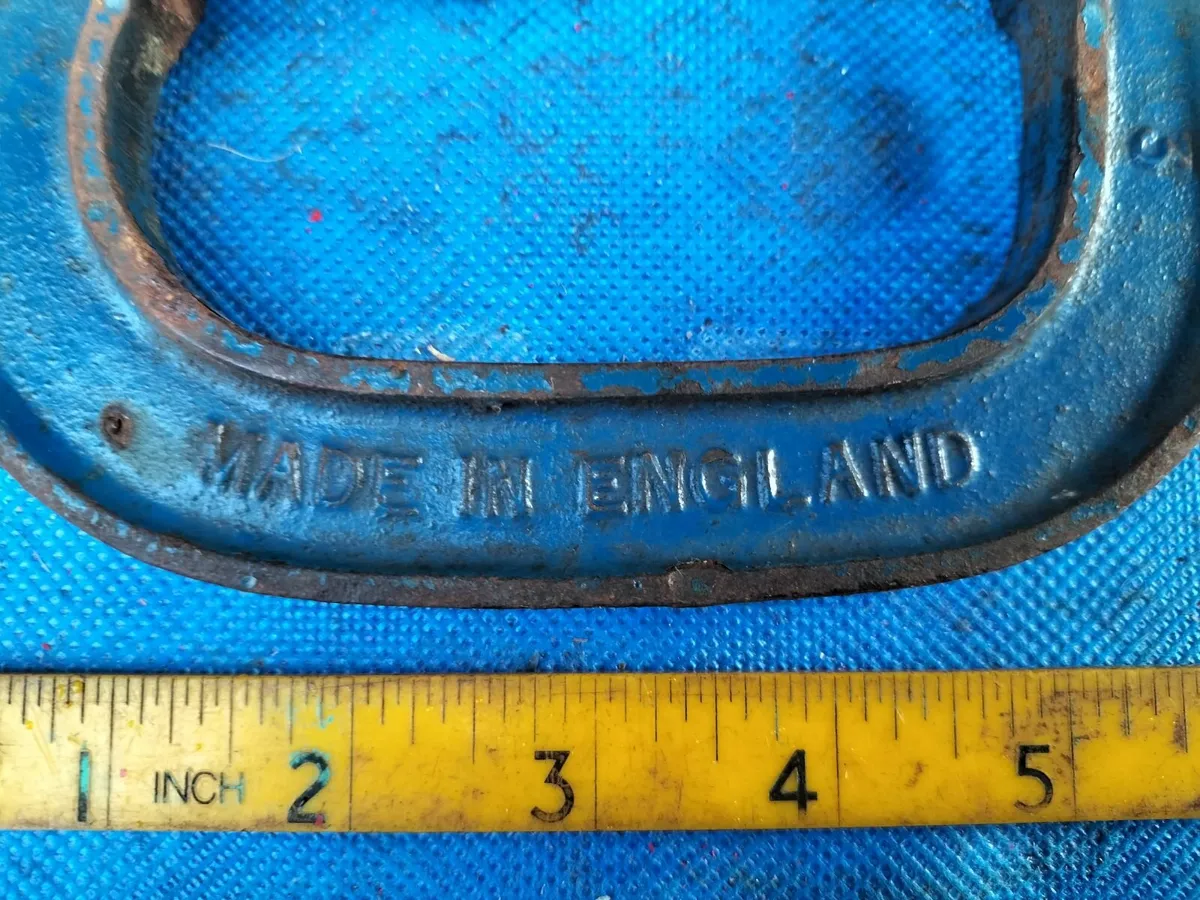 MADE IN ENGLAND
1 INCH 2 3 4 5